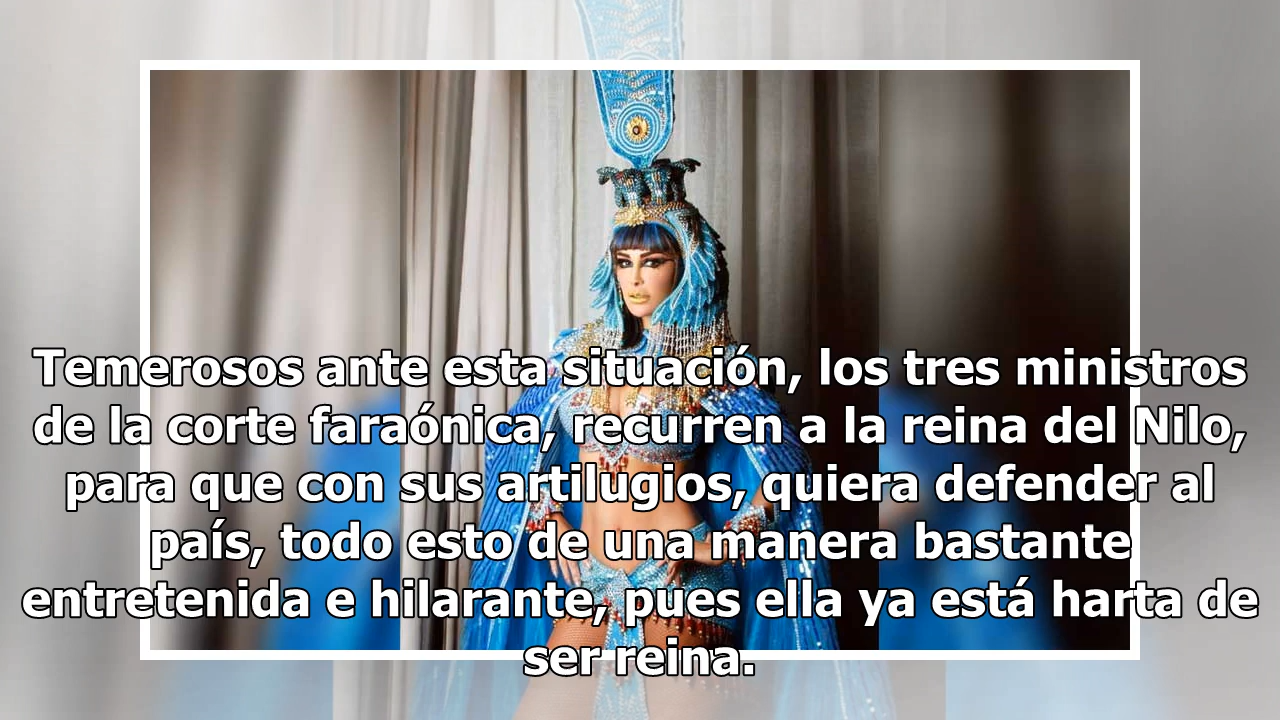 Temerosos ante esta situación, los tres ministros
de la corte faraónica, recurren a la reina del Nilo,
para que con sus artilugios, quiera defender al
país, todo esto de una manera bastante
entretenida e hilarante, pues ella ya está harta de
ser reina.